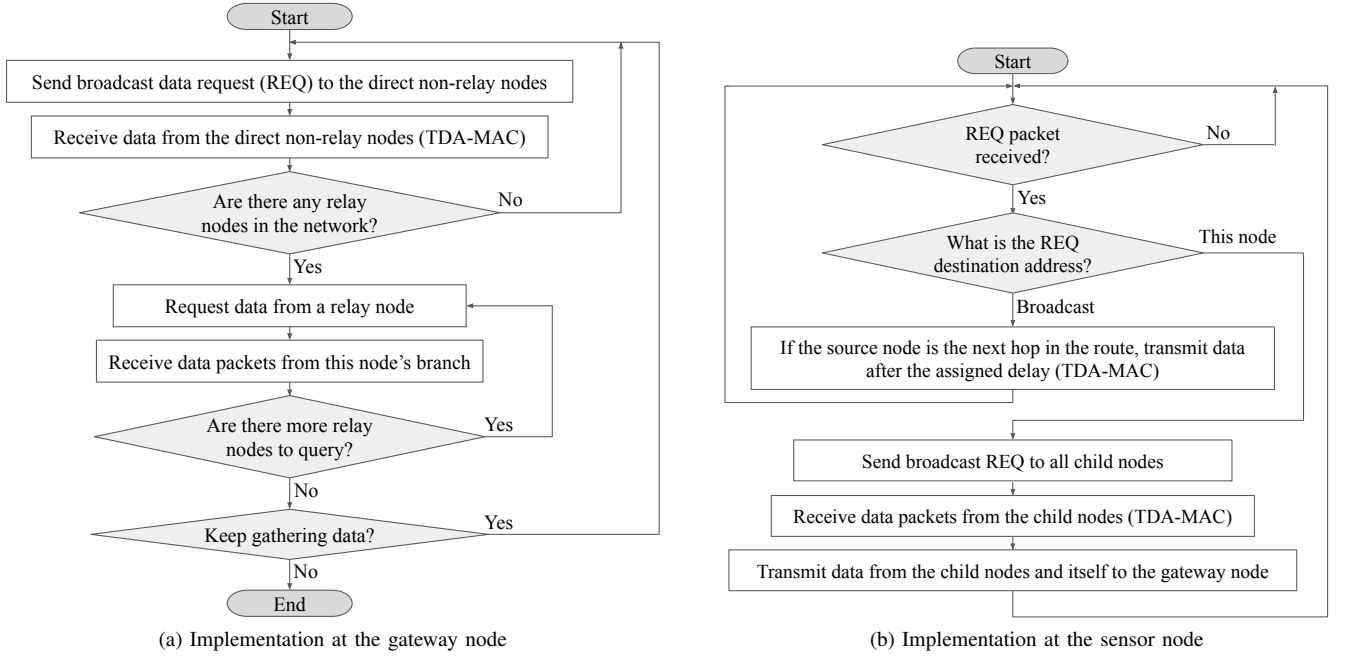 Start
Send broadcast data request (REQ) to the direct non-relay nodes
Receive data from the direct non-relay nodes (TDA-MAC)
Are there any relay
nodes in the network?
No
Yes
Request data from a relay node
Receive data packets from this node's branch
Are there more relay
nodes to query?
Yes
No
Keep gathering data?
Yes
No
End
(a) Implementation at the gateway node
Start
REQ packet
received?
No
Yes
What is the REQ
destination address?
This node
Broadcast
If the source node is the next hop in the route, transmit data
after the assigned delay (TDA-MAC)
Send broadcast REQ to all child nodes
Receive data packets from the child nodes (TDA-MAC)
Transmit data from the child nodes and itself to the gateway node
(b) Implementation at the sensor node